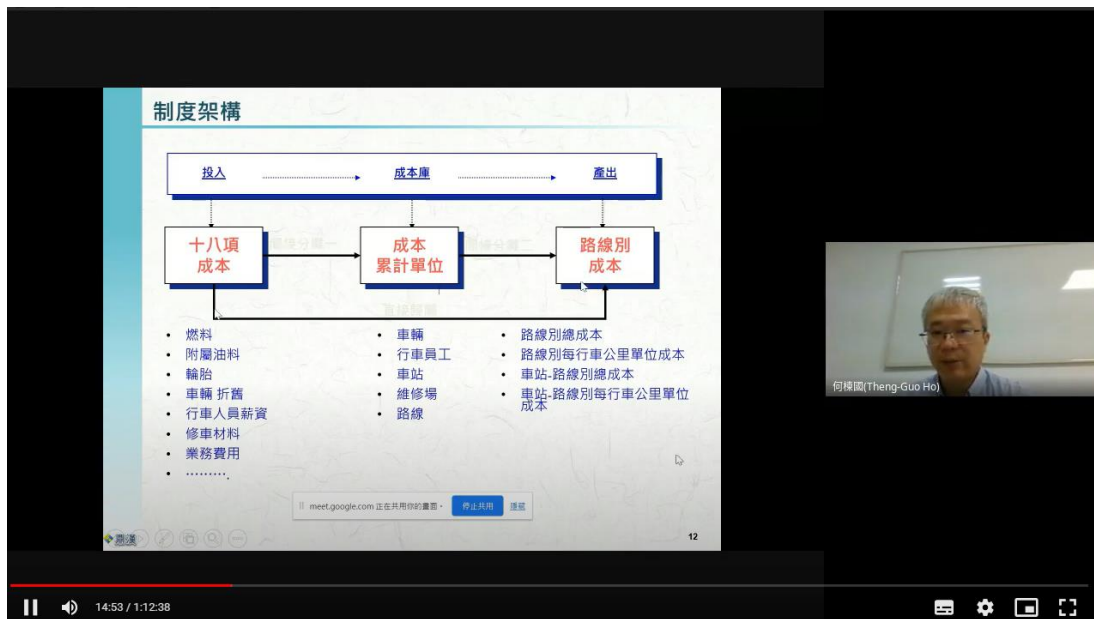 制度架構
投入
成本庫
產出
十八項
成本
成本
累計單位
路線別
成本
• 燃料
• 附屬油料
• 輪胎
• 車輛 折舊
• 行車人員薪資
• 修車材料
• 業務費用
• ……….
• 車輛
• 行車員工
• 車站
• 維修場
• 路線
• 路線別總成本
• 路線別每行車公里單位成本
• 車站-路線別總成本
• 車站-路線別每行車公里單位
成本
meet.google.com 正在共用你的畫面。
停止共用
隱藏
鼎漢
12
何棟國(Theng-Guo Ho)
14:53 / 1:12:38